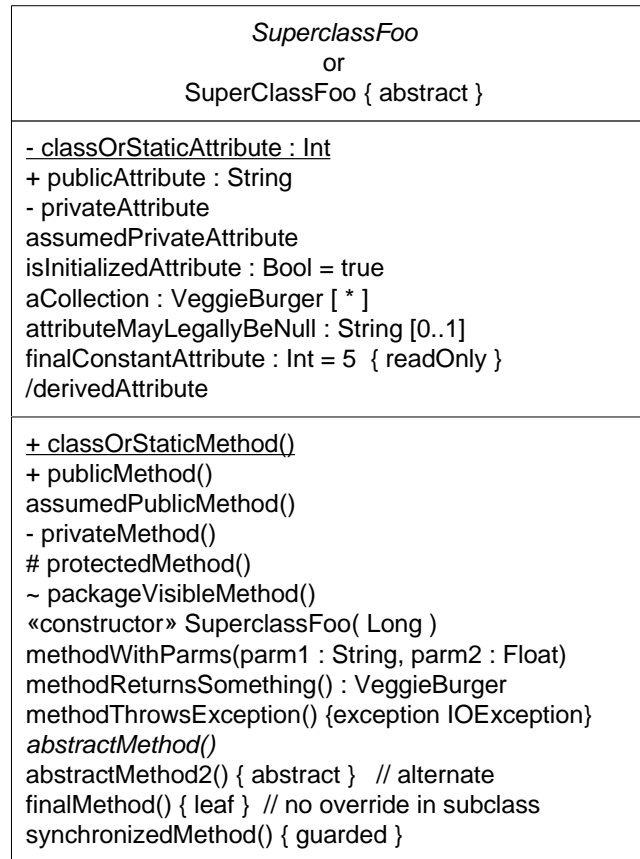 SuperclassFoo
or
SuperClassFoo { abstract }
- classOrStaticAttribute : Int
+ publicAttribute : String
- privateAttribute
assumedPrivateAttribute
isInitializedAttribute : Bool = true
aCollection : VeggieBurger [ * ]
attributeMayLegallyBeNull : String [0..1]
finalConstantAttribute : Int = 5 { readOnly }
/derivedAttribute
+ classOrStaticMethod()
+ publicMethod()
assumedPublicMethod()
- privateMethod()
# protectedMethod()
~ packageVisibleMethod()
«constructor» SuperclassFoo( Long )
methodWithParms(parm1 : String, parm2 : Float)
methodReturnsSomething() : VeggieBurger
methodThrowsException() {exception IOException}
abstractMethod()
abstractMethod2() { abstract } // alternate
finalMethod() { leaf } // no override in subclass
synchronizedMethod() { guarded }